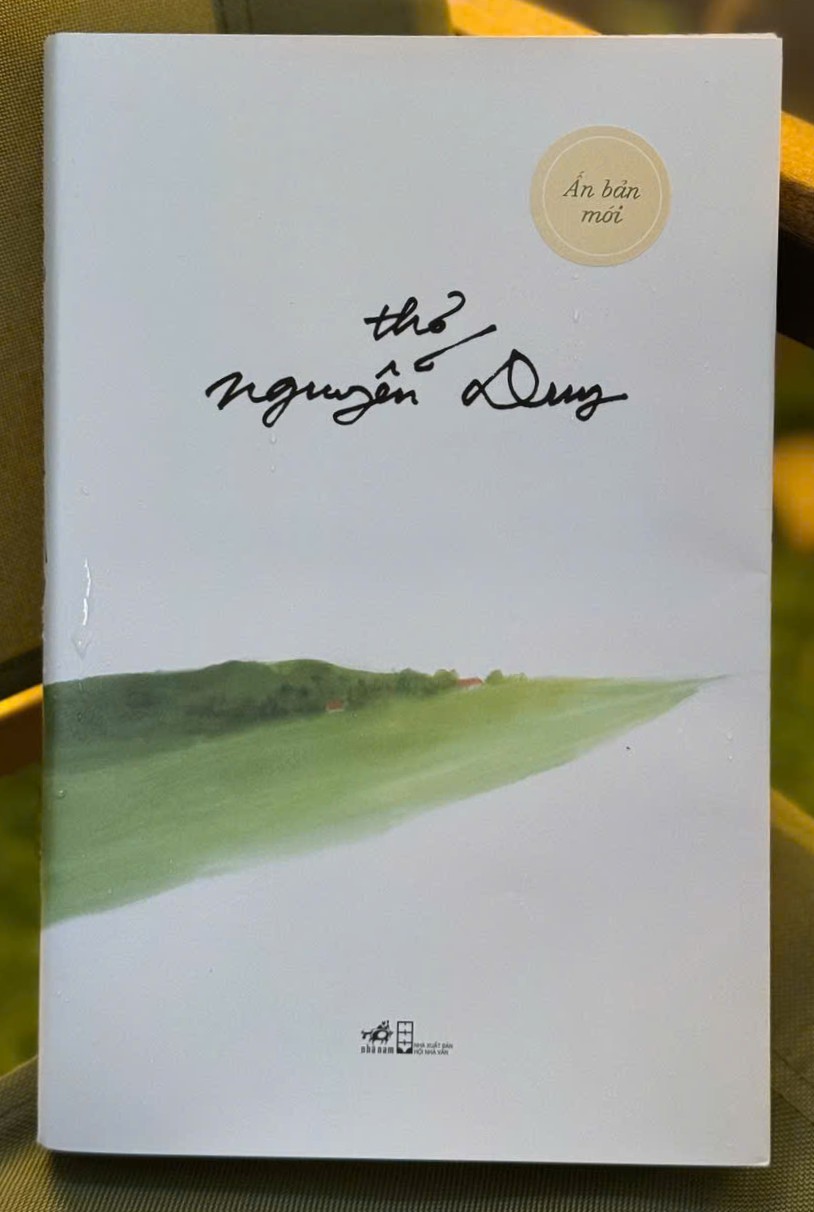 Ấn bản
mới
thơ
nguyễn Duy
nhã nam
NHÀ XUẤT BẢN
HỘI NHÀ VĂN